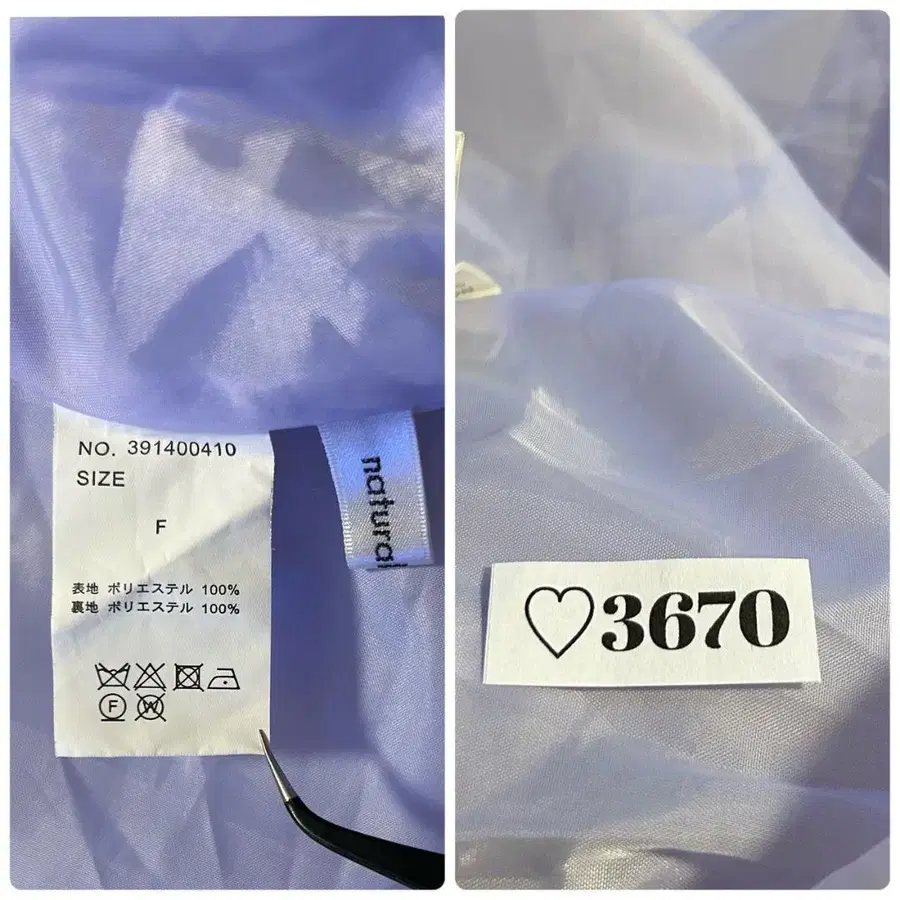 NO. 391400410
SIZE
F
表地 ポリエステル 100%
裏地 ポリエステル 100%
F
W
natural
♡3670